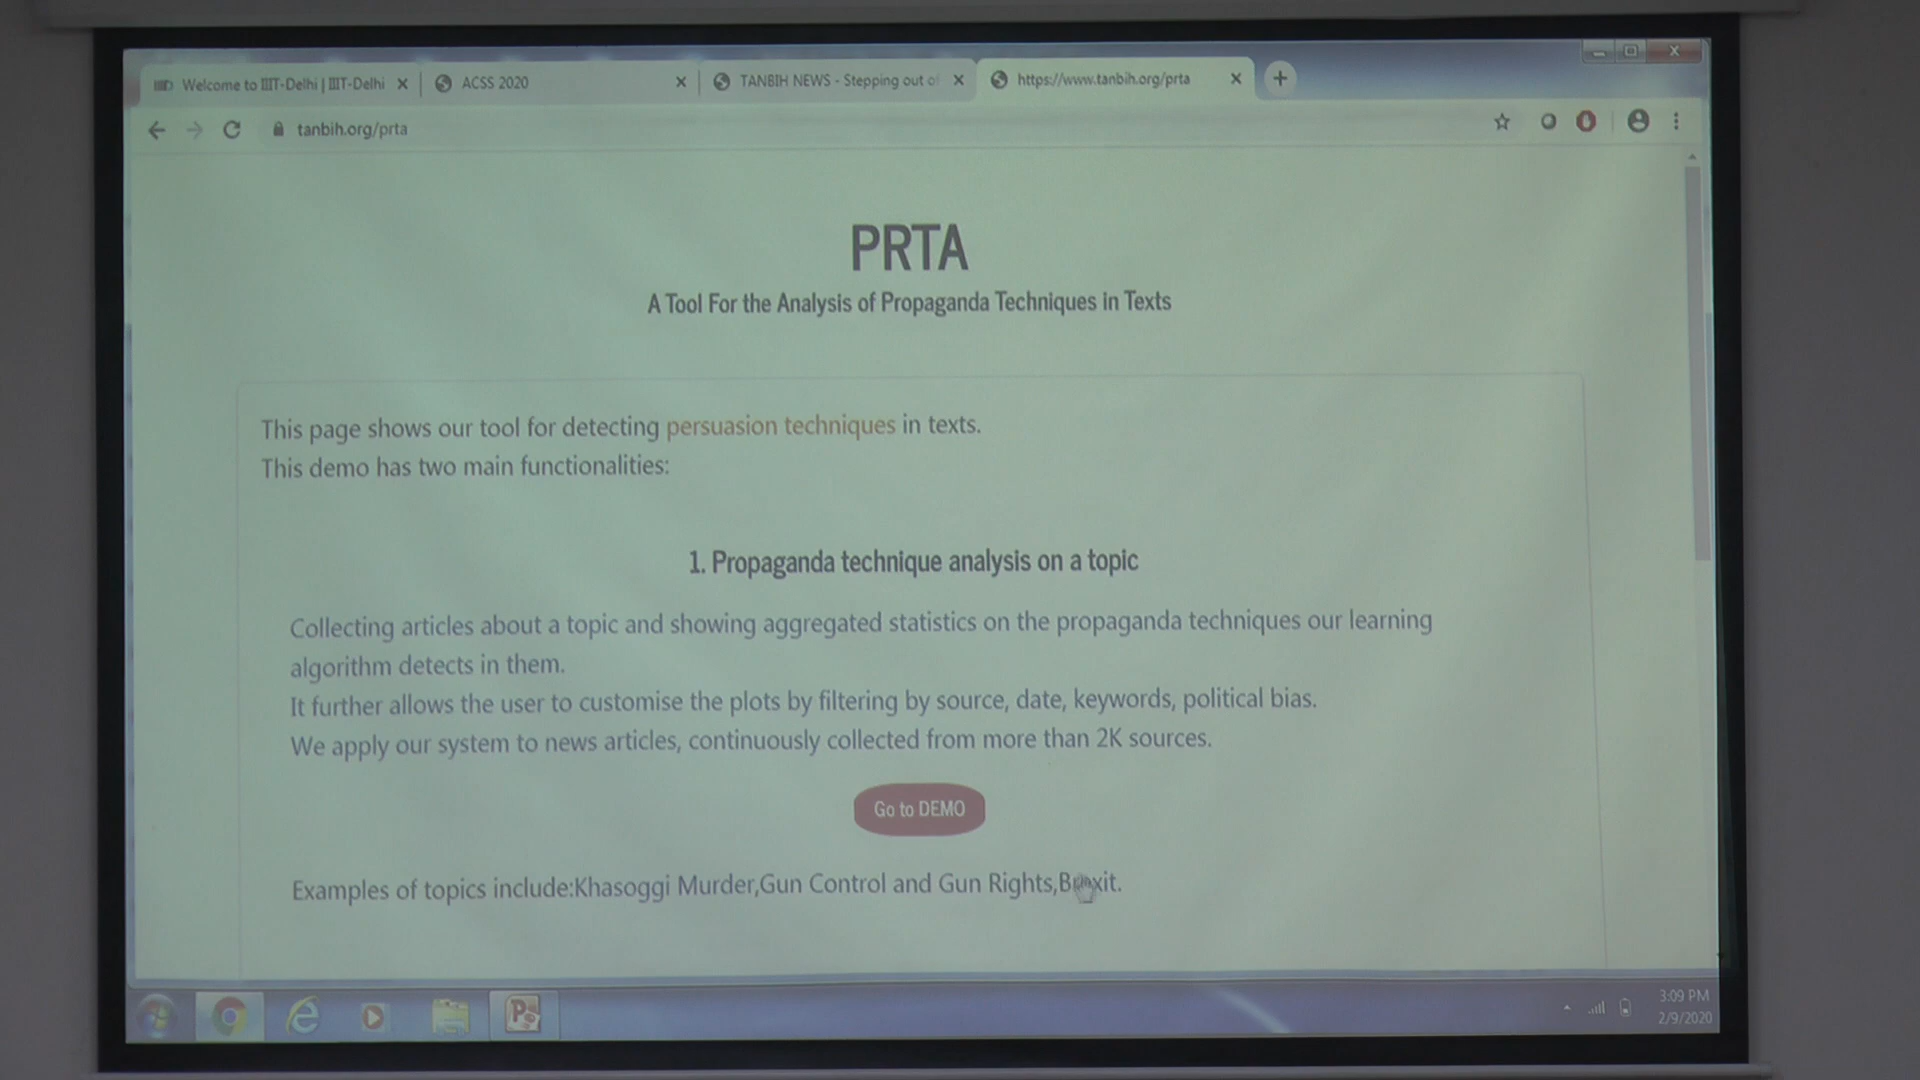 Welcome to IIIT-Delhi | IIIT-Delhi
ACSS 2020
TANBIH NEWS - Stepping out of
https://www.tanbih.org/prta
tanbih.org/prta
PRTA
A Tool For the Analysis of Propaganda Techniques in Texts
This page shows our tool for detecting persuasion techniques in texts.
This demo has two main functionalities:
1. Propaganda technique analysis on a topic
Collecting articles about a topic and showing aggregated statistics on the propaganda techniques our learning
algorithm detects in them.
It further allows the user to customise the plots by filtering by source, date, keywords, political bias.
We apply our system to news articles, continuously collected from more than 2K sources.
Go to DEMO
Examples of topics include:Khasoggi Murder,Gun Control and Gun Rights,Brexit.
3:09 PM
2/9/2020